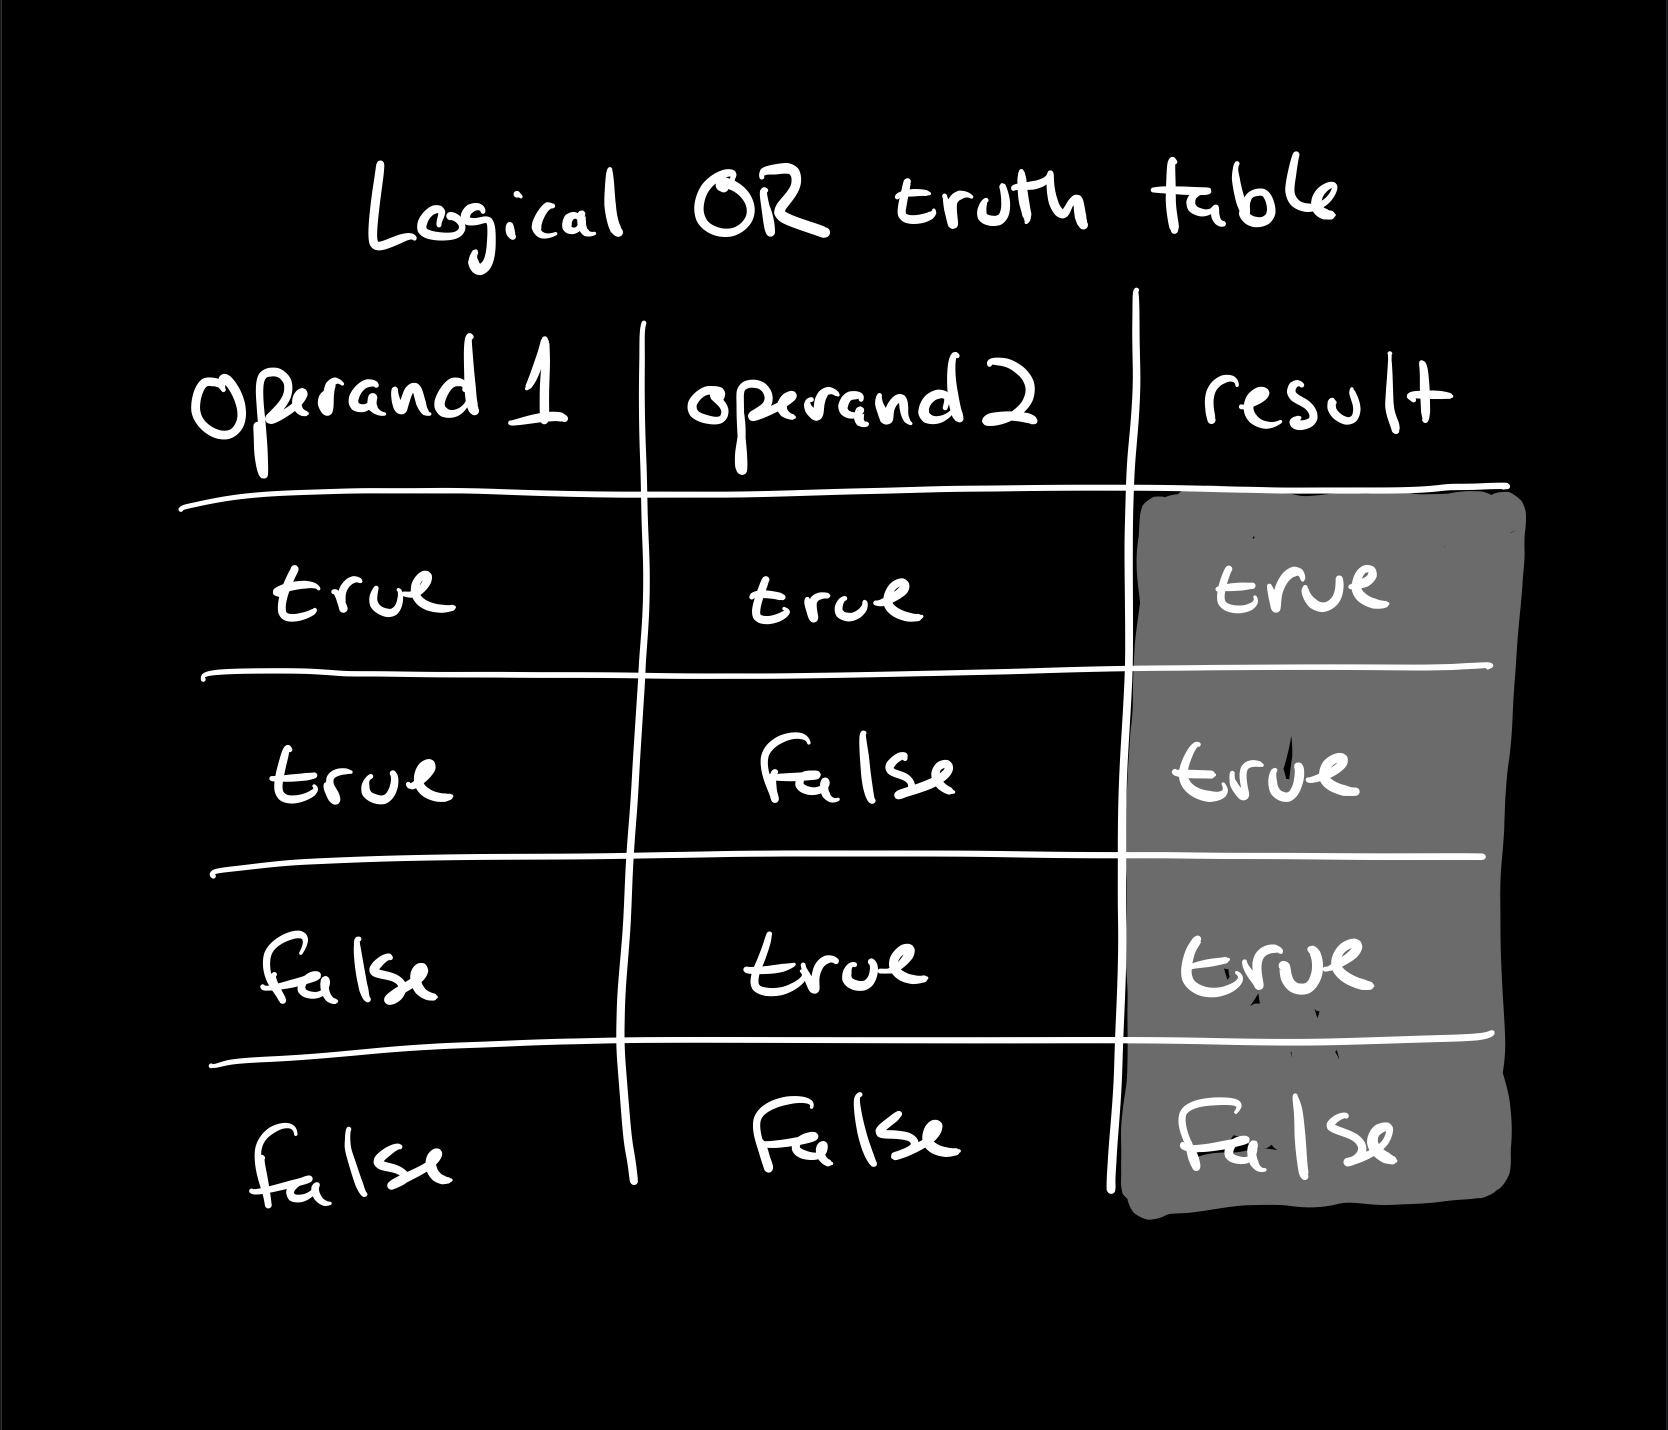 Logical OR truth table
operand 1 operand 2 result
true true true
true False true
false true true
false False False